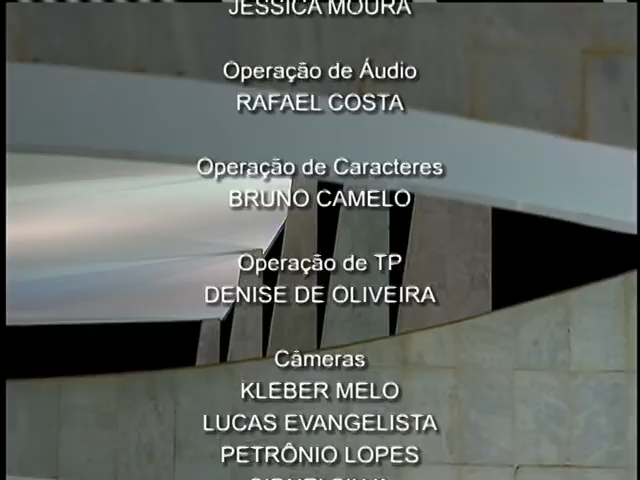 JESSICA MOURA
Operação de Áudio
RAFAEL COSTA
Operação de Caracteres
BRUNO CAMELO
Operação de TP
DENISE DE OLIVEIRA
Câmeras
KLEBER MELO
LUCAS EVANGELISTA
PETRÔNIO LOPES